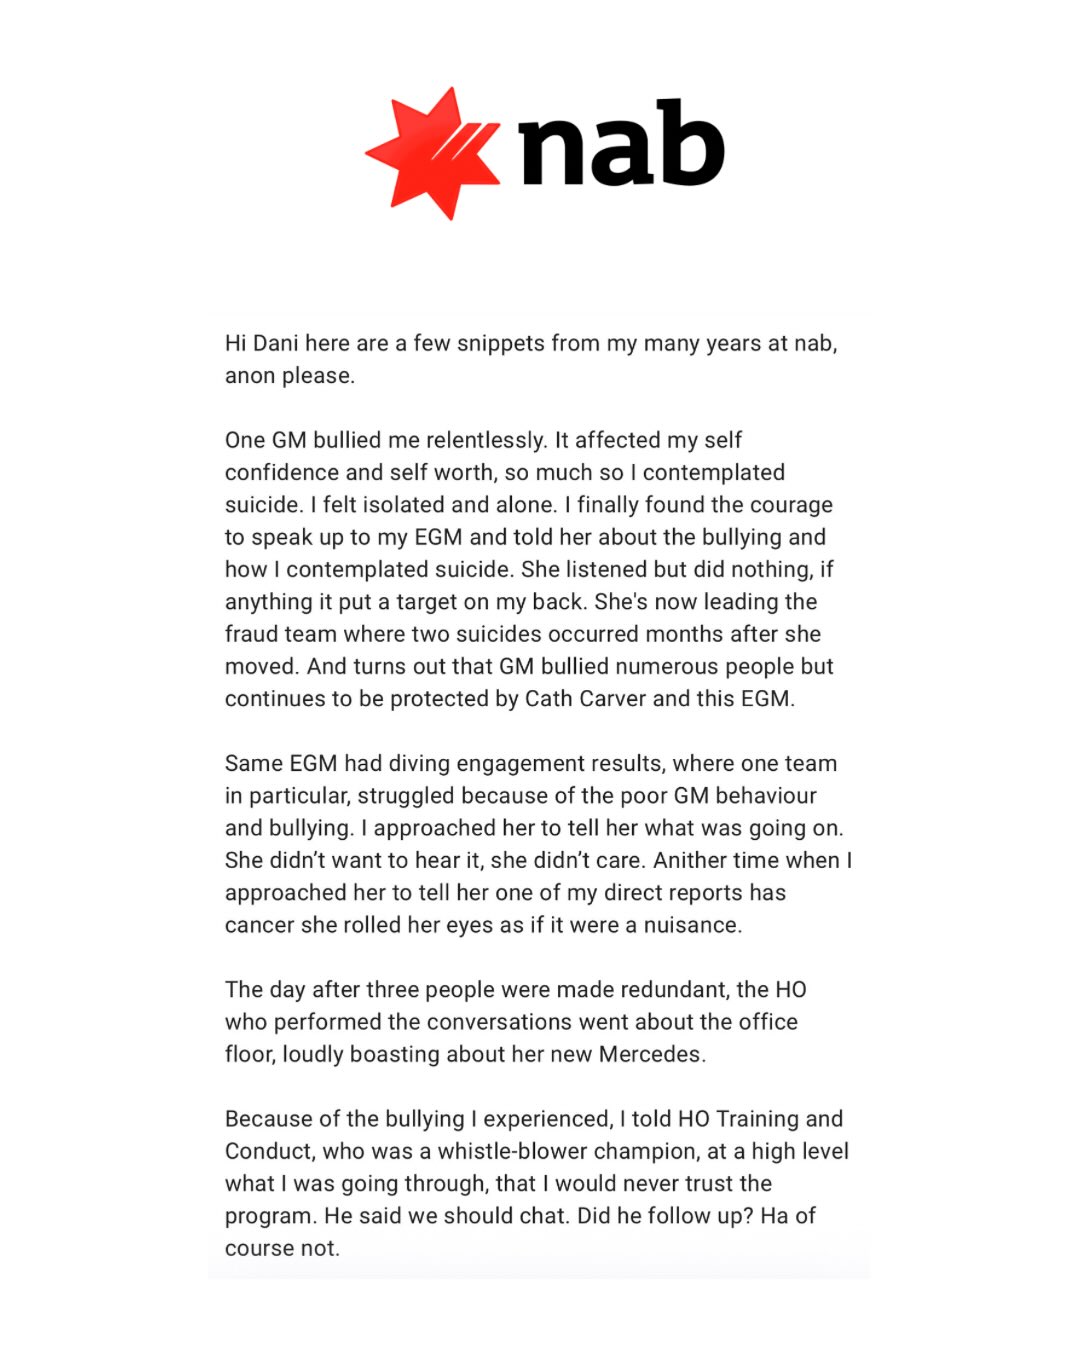 nab
Hi Dani here are a few snippets from my many years at nab,
anon please.
One GM bullied me relentlessly. It affected my self
confidence and self worth, so much so I contemplated
suicide. I felt isolated and alone. I finally found the courage
to speak up to my EGM and told her about the bullying and
how I contemplated suicide. She listened but did nothing, if
anything it put a target on my back. She's now leading the
fraud team where two suicides occurred months after she
moved. And turns out that GM bullied numerous people but
continues to be protected by Cath Carver and this EGM.
Same EGM had diving engagement results, where one team
in particular, struggled because of the poor GM behaviour
and bullying. I approached her to tell her what was going on.
She didn’t want to hear it, she didn’t care. Anither time when I
approached her to tell her one of my direct reports has
cancer she rolled her eyes as if it were a nuisance.
The day after three people were made redundant, the HO
who performed the conversations went about the office
floor, loudly boasting about her new Mercedes.
Because of the bullying I experienced, I told HO Training and
Conduct, who was a whistle-blower champion, at a high level
what I was going through, that I would never trust the
program. He said we should chat. Did he follow up? Ha of
course not.